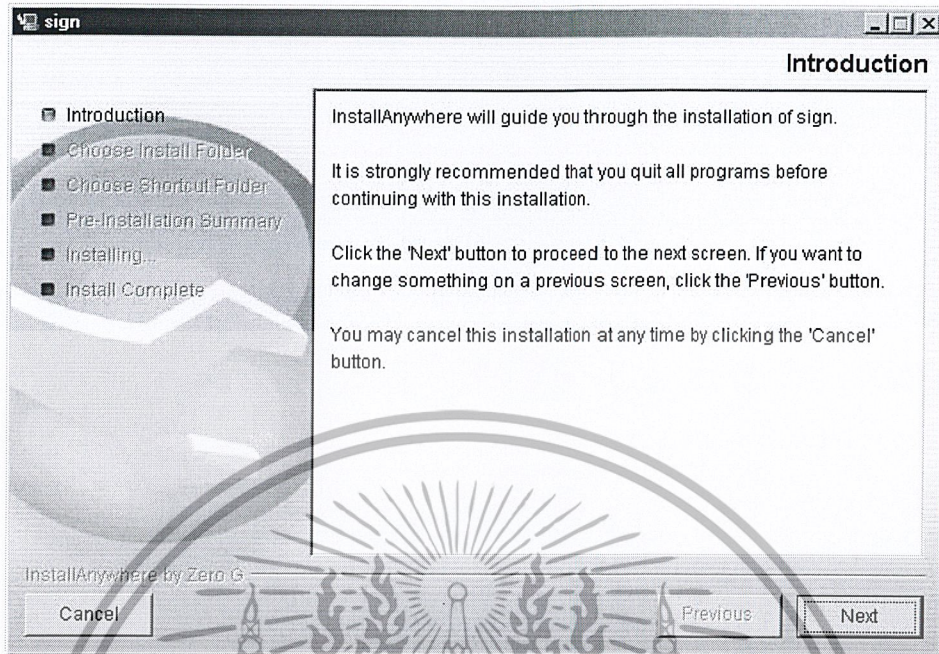 sign
Introduction
Introduction
Choose Install Folder
Choose Shortcut Folder
Pre-Installation Summary
Installing...
Install Complete
InstallAnywhere will guide you through the installation of sign.
It is strongly recommended that you quit all programs before
continuing with this installation.
Click the 'Next' button to proceed to the next screen. If you want to
change something on a previous screen, click the 'Previous' button.
You may cancel this installation at any time by clicking the 'Cancel'
button.
InstallAnywhere by Zero G
Cancel
Previous
Next